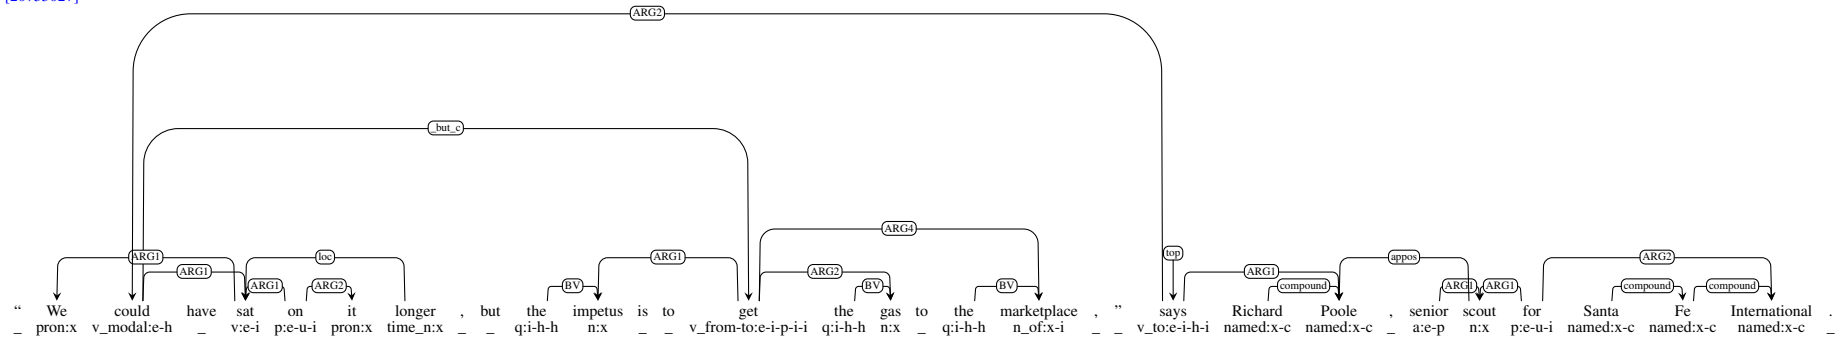 ARG2
_but_c
ARG4
ARG1 loc ARG1 top appos ARG2
ARG1 ARG2 ARG1
ARG1 ARG2 BV BV BV compound ARG1 ARG1 compound compound
“ We could have sat on it longer , but the impetus is to get the gas to the marketplace , ” says Richard Poole , senior scout for Santa Fe International .
_ pron:x v_modal:e-h _ v:e-i p:e-u-i pron:x time_n:x _ _ q:i-h-h n:x _ _ v_from-to:e-i-p-i-i q:i-h-h n:x _ q:i-h-h n_of:x-i _ _ v_to:e-i-h-i named:x-c named:x-c _ a:e-p n:x p:e-u-i named:x-c named:x-c named:x-c _